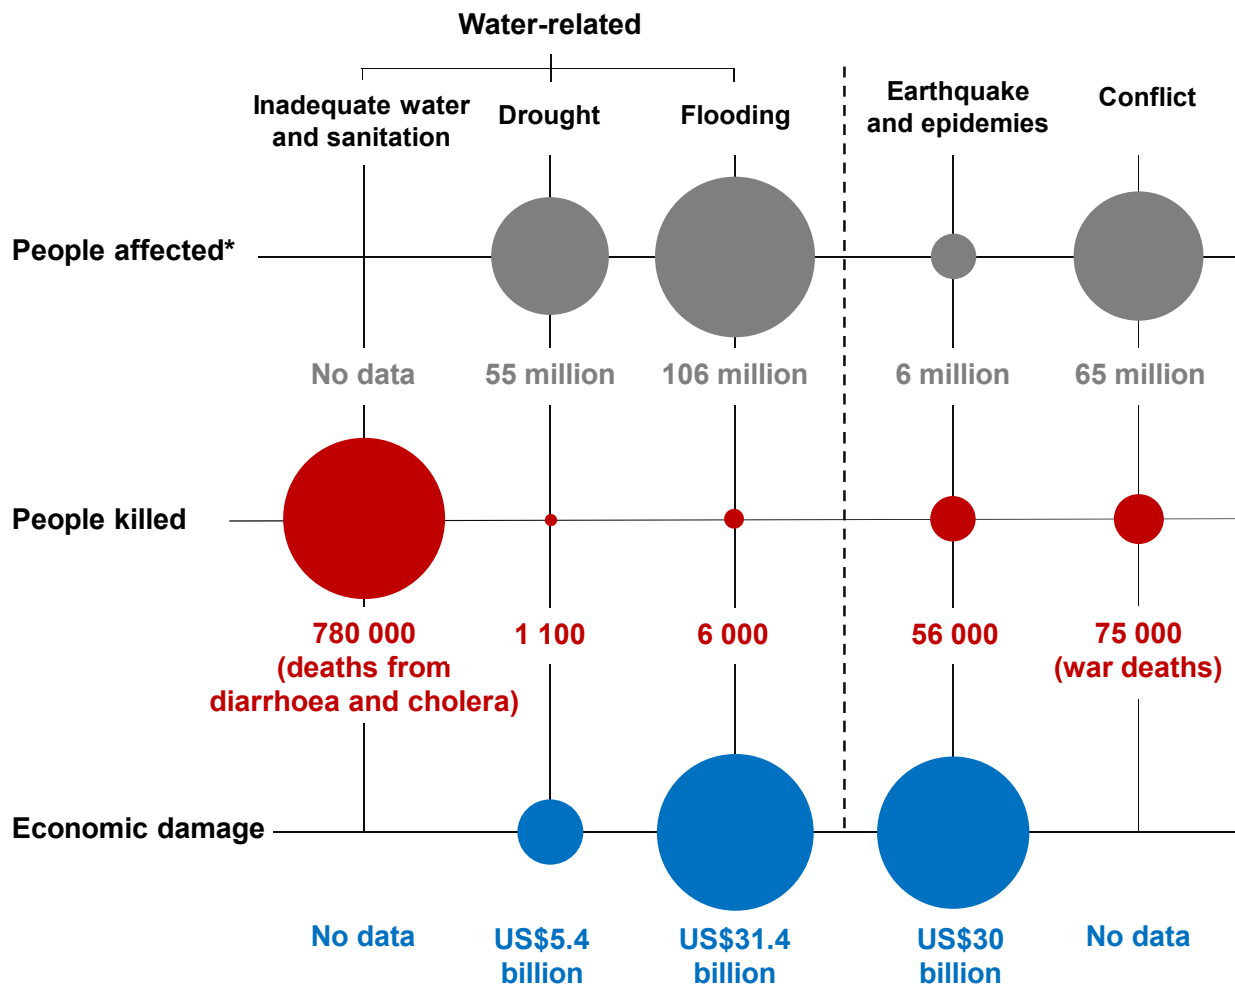 Water-related
Inadequate water
and sanitation
Drought
Flooding
Earthquake
and epidemies
Conflict
People affected*
No data
55 million
106 million
6 million
65 million
People killed
780 000
(deaths from
diarrhoea and cholera)
1 100
6 000
56 000
75 000
(war deaths)
Economic damage
No data
US$5.4
billion
US$31.4
billion
US$30
billion
No data